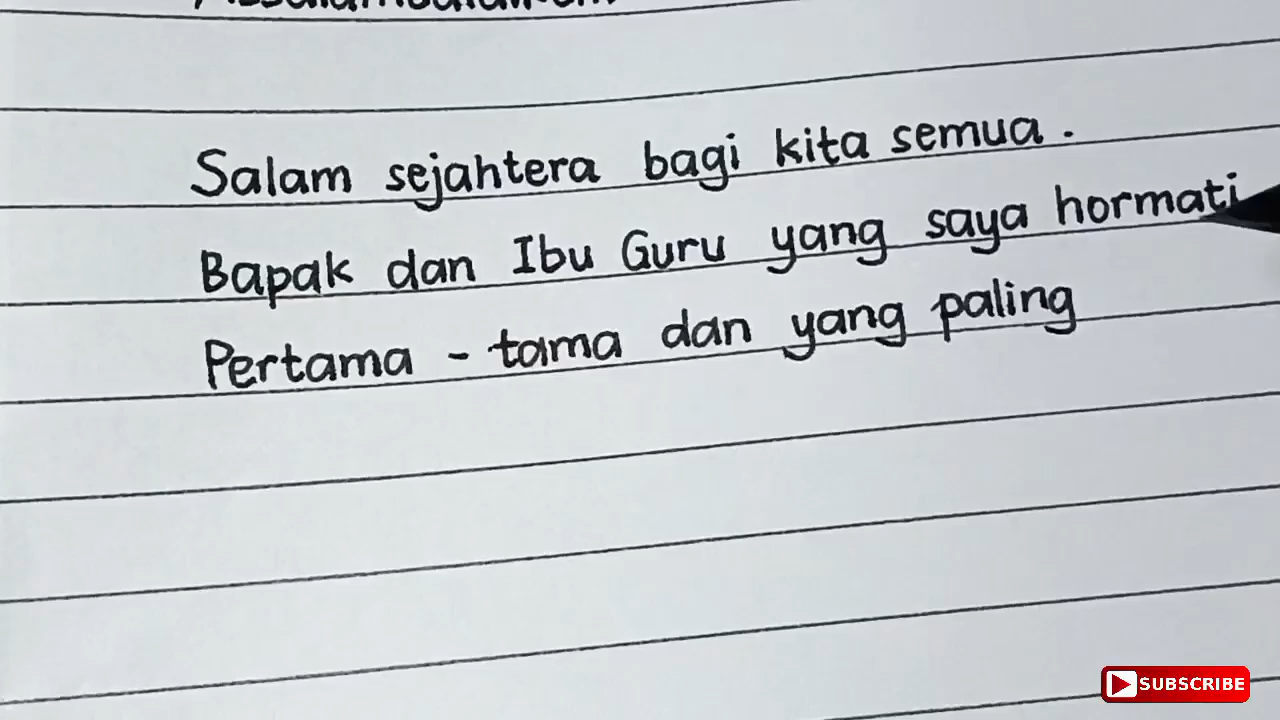 Salam sejahtera bagi kita semua.
Bapak dan Ibu Guru yang saya hormati
Pertama - tama dan yang paling
SUBSCRIBE